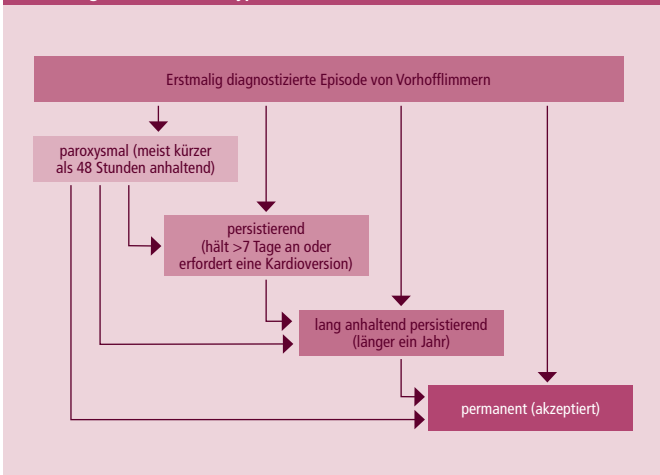 Erstmalig diagnostizierte Episode von Vorhofflimmern
paroxysmal (meist kürzer
als 48 Stunden anhaltend)
persistierend
(hält >7 Tage an oder
erfordert eine Kardioversion)
lang anhaltend persistierend
(länger ein Jahr)
permanent (akzeptiert)